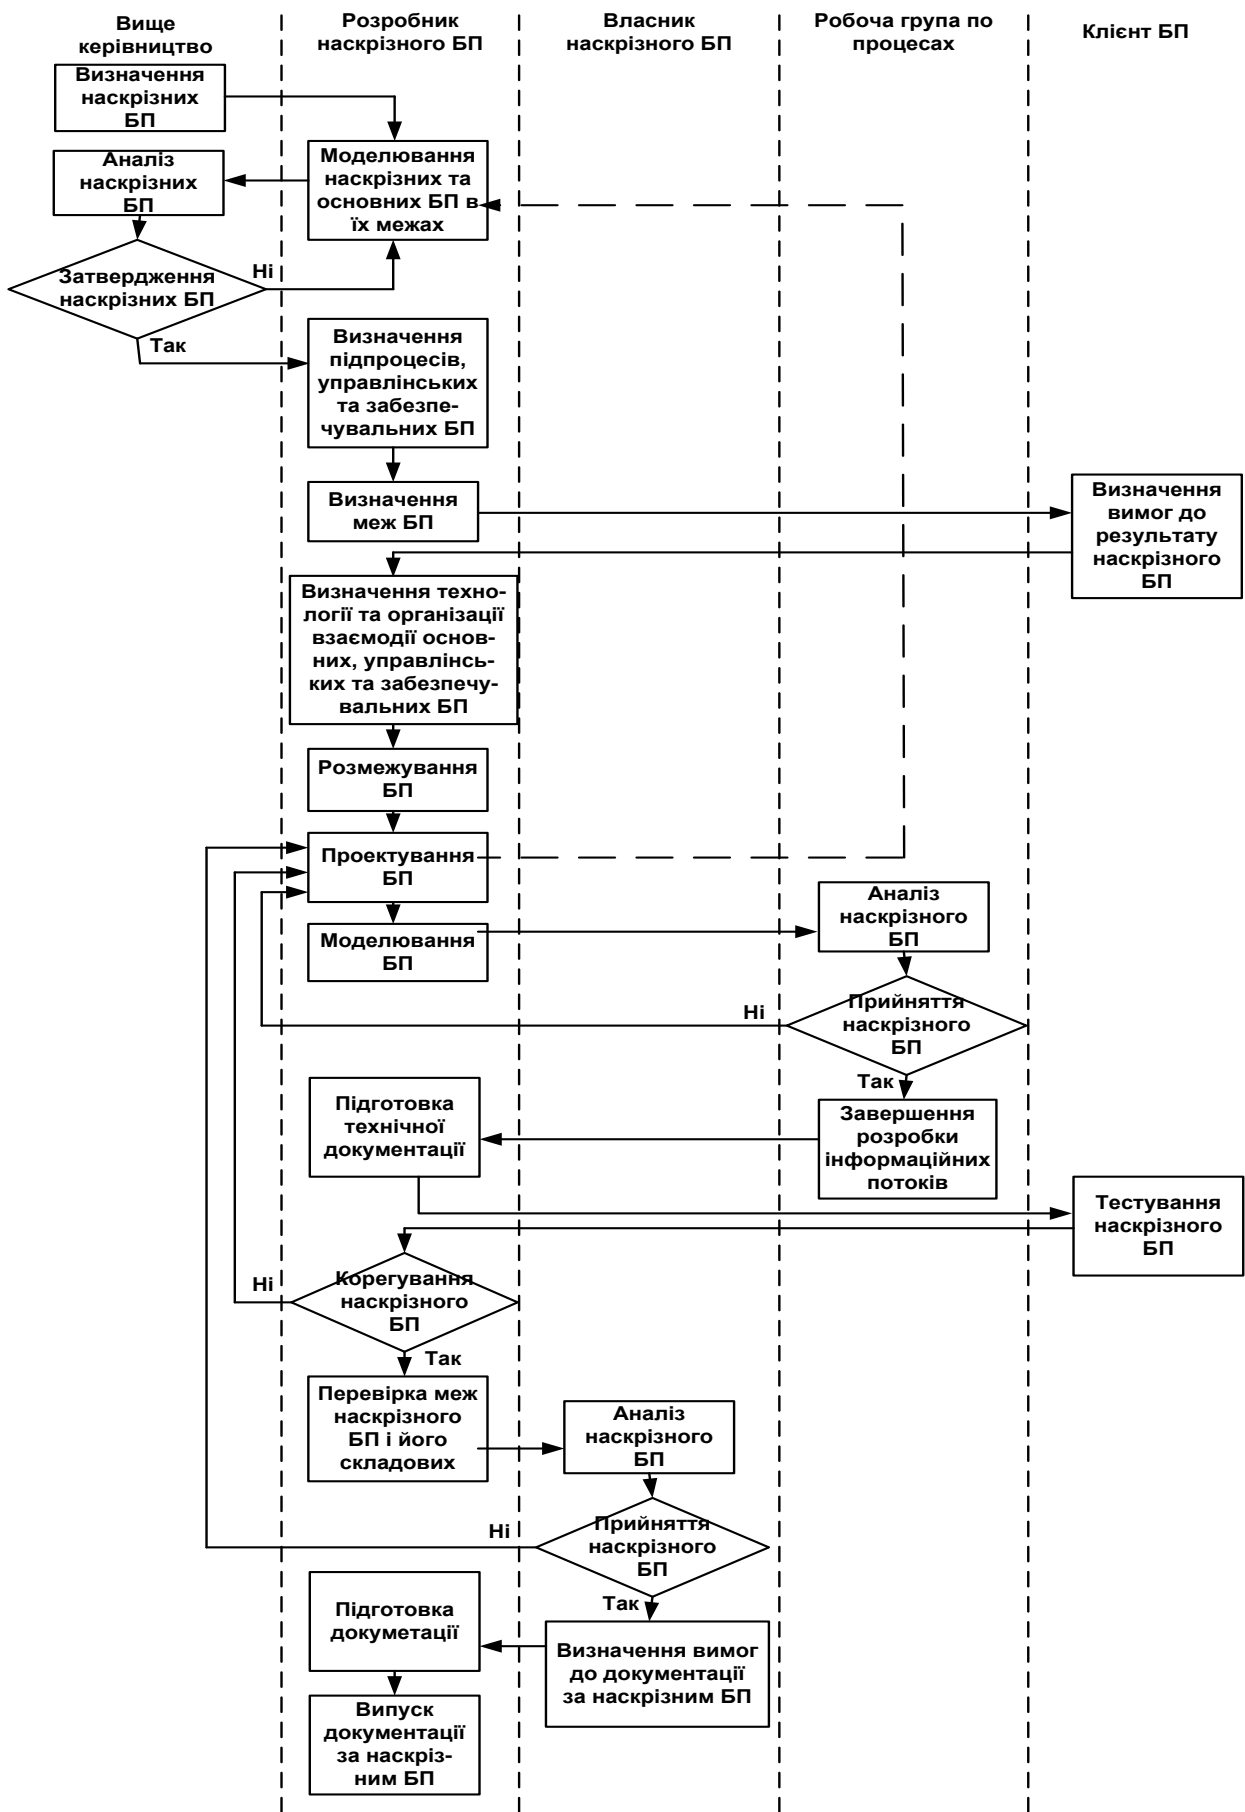 Вище
керівництво
Розробник
наскрізного БП
Власник
наскрізного БП
Робоча група по
процесах
Клієнт БП
Визначення
наскрізних
БП
Аналіз
наскрізних
БП
Моделювання
наскрізних та
основних БП в
їх межах
Затвердження
наскрізних БП
Ні
Так
Визначення
підпроцесів,
управлінських
та забезпе-
чувальних БП
Визначення
меж БП
Визначення
вимог до
результату
наскрізного
БП
Визначення техно-
логії та організації
взаємодії основ-
них, управлінсь-
ких та забезпечу-
вальних БП
Розмежування
БП
Проектування
БП
Моделювання
БП
Аналіз
наскрізного
БП
Прийняття
наскрізного
БП
Ні
Так
Завершення
розробки
інформаційних
потоків
Підготовка
технічної
документації
Тестування
наскрізного
БП
Корегування
наскрізного
БП
Ні
Так
Перевірка меж
наскрізного
БП і його
складових
Аналіз
наскрізного
БП
Прийняття
наскрізного
БП
Ні
Так
Визначення вимог
до документації
за наскрізним БП
Підготовка
докуметації
Випуск
документації
за наскріз-
ним БП